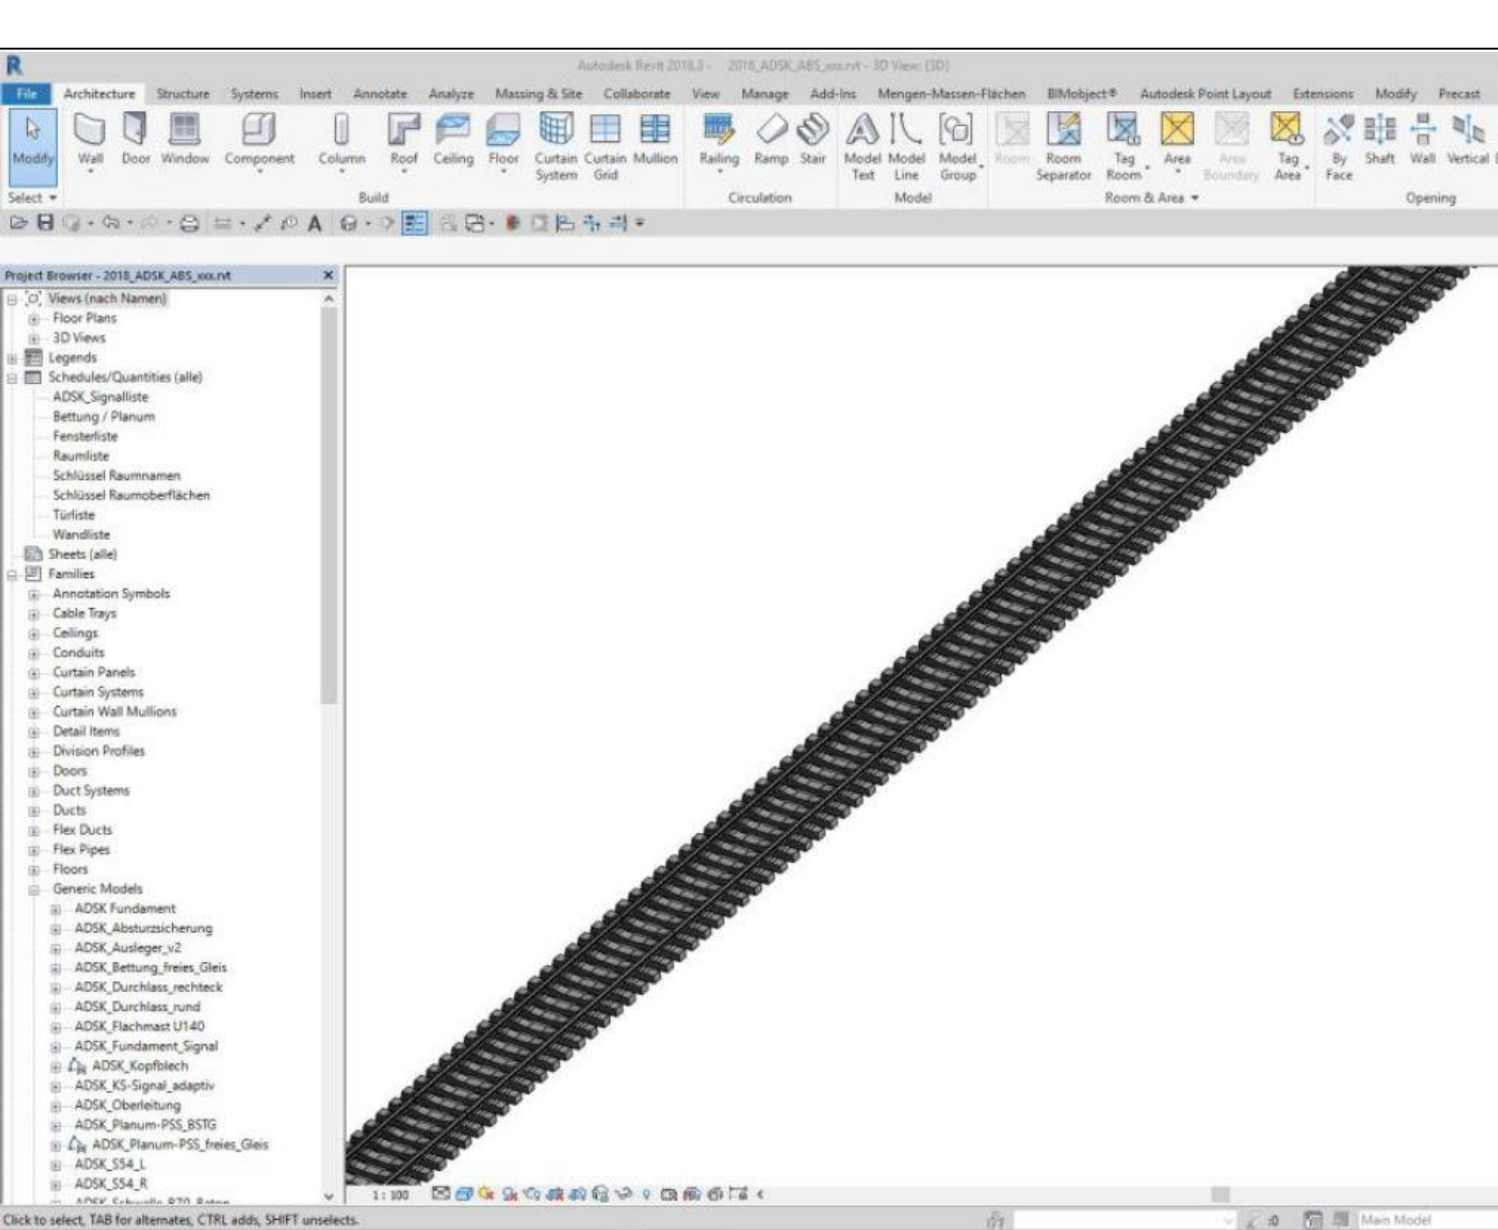 R
Autodesk Revit 2018.3 - 2018_ADSK_ABS_xxx.rvt - 3D View: {3D}
File Architecture Structure Systems Insert Annotate Analyze Massing & Site Collaborate View Manage Add-Ins Mengen-Massen-Flächen BIMobject® Autodesk Point Layout Extensions Modify Precast
Modify Wall Door Window Component Column Roof Ceiling Floor Curtain Curtain Mullion Railing Ramp Stair Model Model Model Room Room Tag Area Area Tag By Shaft Wall Vertical
System Grid Text Line Group Separator Room Boundary Area Face
Select Build Circulation Model Room & Area Opening
A
Project Browser - 2018_ADSK_ABS_xxx.rvt
Views (nach Namen)
Floor Plans
3D Views
Legends
Schedules/Quantities (alle)
ADSK_Signalliste
Bettung / Planum
Fensterliste
Raumliste
Schlüssel Raumnamen
Schlüssel Raumoberflächen
Türliste
Wandliste
Sheets (alle)
Families
Annotation Symbols
Cable Trays
Ceilings
Conduits
Curtain Panels
Curtain Systems
Curtain Wall Mullions
Detail Items
Division Profiles
Doors
Duct Systems
Ducts
Flex Ducts
Flex Pipes
Floors
Generic Models
ADSK Fundament
ADSK_Absturzsicherung
ADSK_Ausleger_v2
ADSK_Bettung_freies_Gleis
ADSK_Durchlass_rechteck
ADSK_Durchlass_rund
ADSK_Flachmast U140
ADSK_Fundament_Signal
ADSK_Kopfblech
ADSK_KS-Signal_adaptiv
ADSK_Oberleitung
ADSK_Planum-PSS_BSTG
ADSK_Planum-PSS_freies_Gleis
ADSK_S54_L
ADSK_S54_R
ADSK_Schwelle_B70_Beton
1 : 100
Click to select, TAB for alternates, CTRL adds, SHIFT unselects.
:0 Main Model